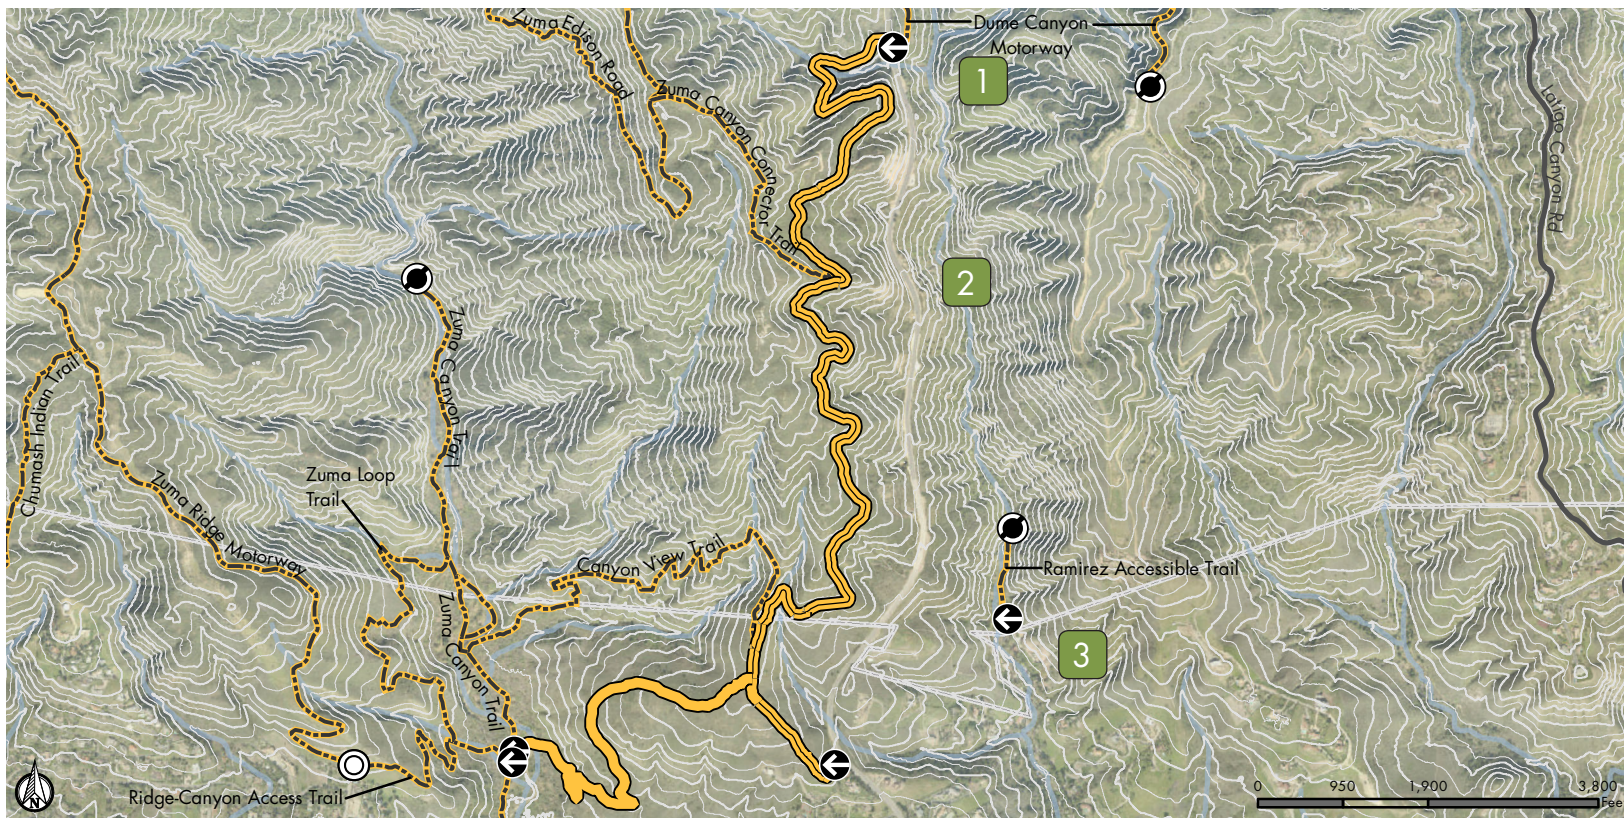 Zuma Edison Road
Dume Canyon
Motorway
1
Zuma Canyon Connector Trail
Latigo Canyon Rd
2
Zuma Canyon Trail
Chumash Indian Trail
Zuma Loop
Trail
Zuma Ridge Motorway
Canyon View Trail
Ramirez Accessible Trail
Zuma Canyon Trail
3
Ridge-Canyon Access Trail
N
0 950 1,900 3,800
Fee